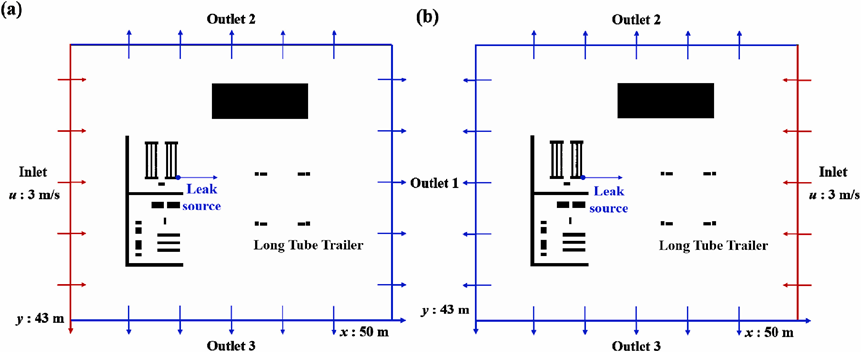 (a)
Outlet 2
Inlet
u : 3 m/s
Leak
source
Long Tube Trailer
y : 43 m
x : 50 m
Outlet 3
(b)
Outlet 2
Outlet 1
Inlet
u : 3 m/s
Leak
source
Long Tube Trailer
y : 43 m
x : 50 m
Outlet 3